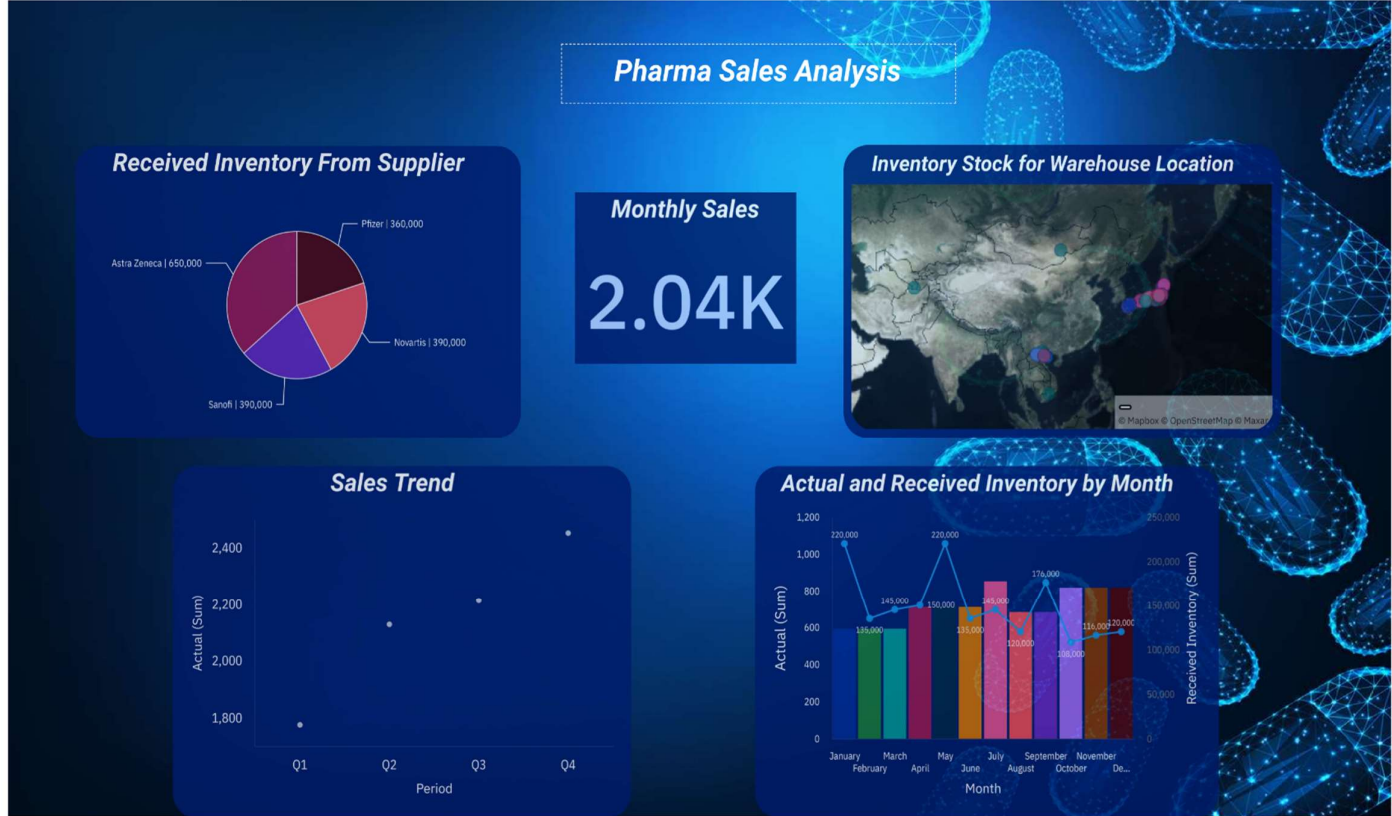 Pharma Sales Analysis
Received Inventory From Supplier
Pfizer | 360,000
Astra Zeneca | 650,000
Novartis | 390,000
Sanofi | 390,000
Monthly Sales
2.04K
Inventory Stock for Warehouse Location
© Mapbox © OpenStreetMap © Maxar
Sales Trend
Actual (Sum)
2,400
2,200
2,000
1,800
Q1 Q2 Q3 Q4
Period
Actual and Received Inventory by Month
Actual (Sum)
1,200
1,000
800
600
400
200
0
220,000
135,000
145,000
150,000
220,000
135,000
145,000
120,000
176,000
108,000
116,000
120,000
250,000
200,000
150,000
100,000
50,000
0
Received Inventory (Sum)
January March May July September November
February April June August October De...
Month